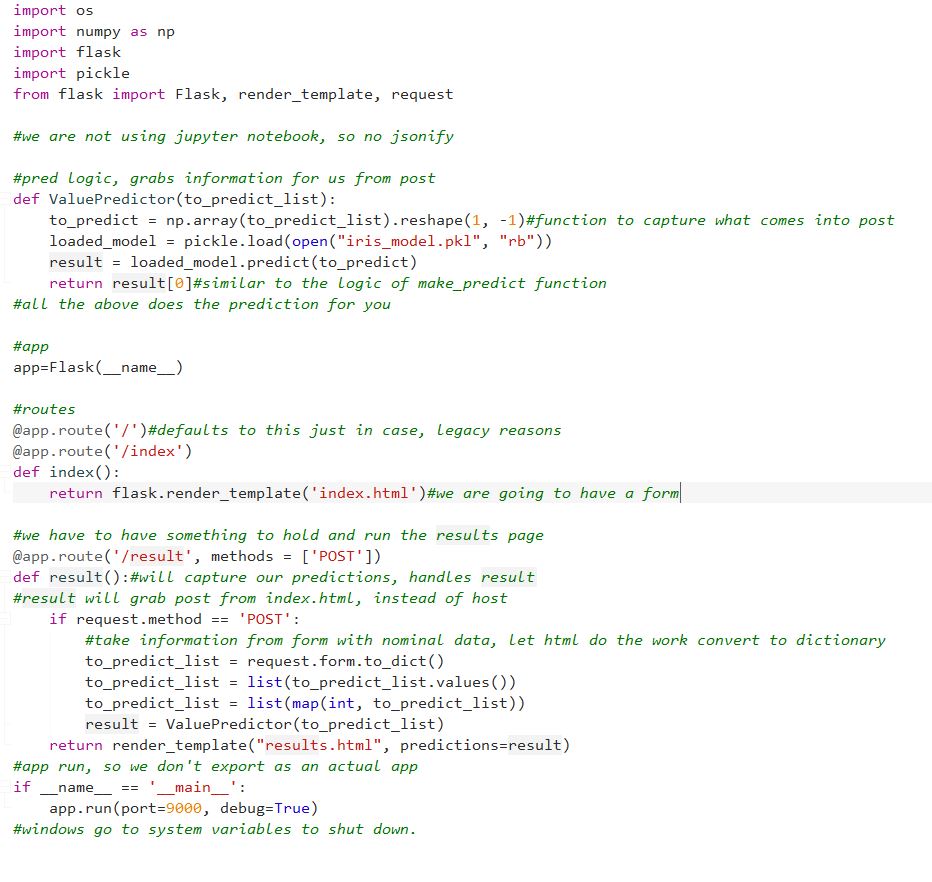 import os
import numpy as np
import flask
import pickle
from flask import Flask, render_template, request

#we are not using jupyter notebook, so no jsonify

#pred logic, grabs information for us from post
def ValuePredictor(to_predict_list):
    to_predict = np.array(to_predict_list).reshape(1, -1)#function to capture what comes into post
    loaded_model = pickle.load(open("iris_model.pkl", "rb"))
    result = loaded_model.predict(to_predict)
    return result[0]#similar to the logic of make_predict function
#all the above does the prediction for you

#app
app=Flask(__name__)

#routes
@app.route('/')#defaults to this just in case, legacy reasons
@app.route('/index')
def index():
    return flask.render_template('index.html')#we are going to have a form

#we have to have something to hold and run the results page
@app.route('/result', methods = ['POST'])
def result():#will capture our predictions, handles result
#result will grab post from index.html, instead of host
    if request.method == 'POST':
        #take information from form with nominal data, let html do the work convert to dictionary
        to_predict_list = request.form.to_dict()
        to_predict_list = list(to_predict_list.values())
        to_predict_list = list(map(int, to_predict_list))
        result = ValuePredictor(to_predict_list)
    return render_template("results.html", predictions=result)
#app run, so we don't export as an actual app
if __name__ == '__main__':
    app.run(port=9000, debug=True)
#windows go to system variables to shut down.